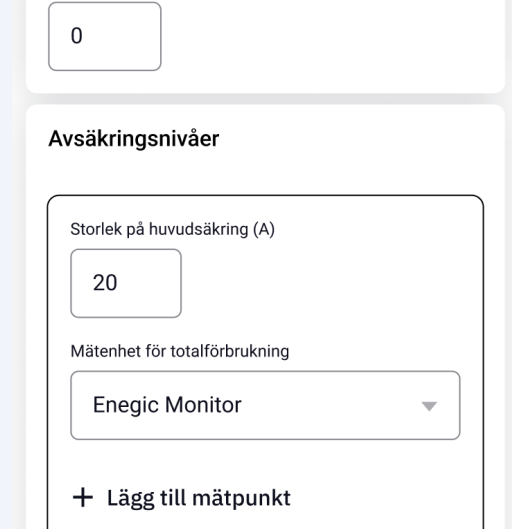 0
Avsäkringsnivåer
Storlek på huvudsäkring (A)
20
Mätenhet för totalförbrukning
Enegic Monitor
+ Lägg till mätpunkt